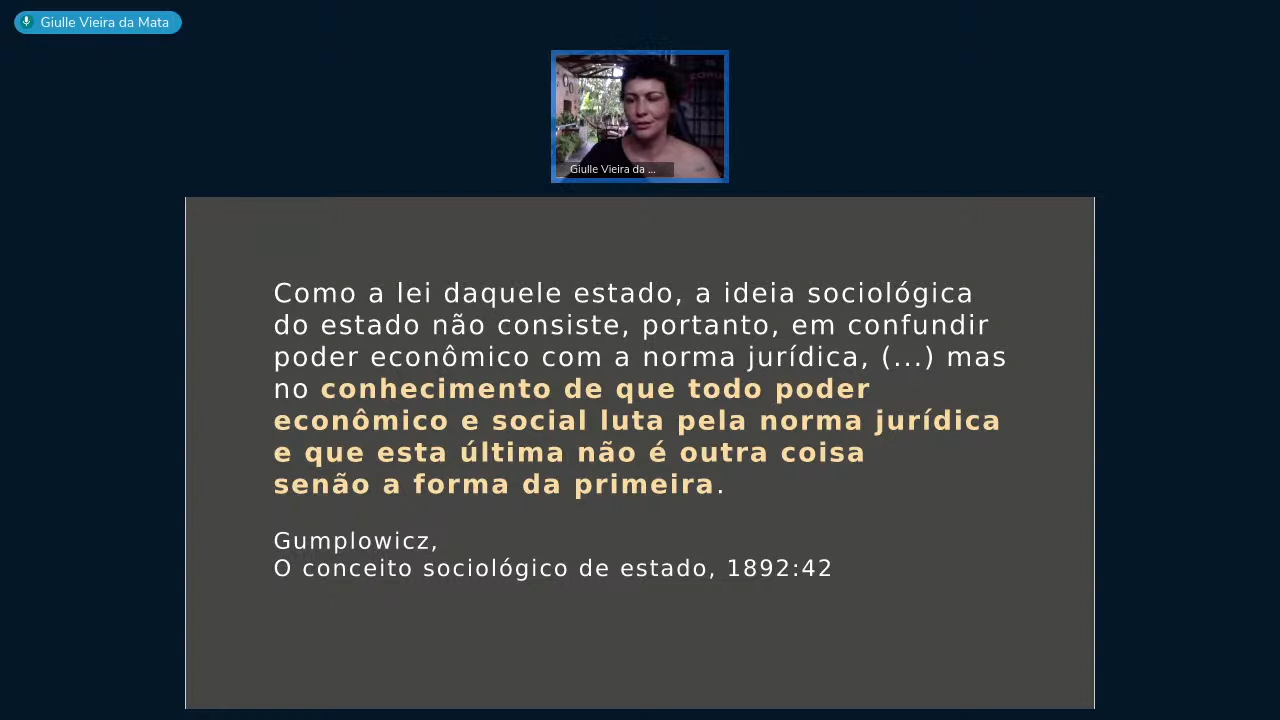 Giulle Vieira da Mata
Giulle Vieira da ...
Como a lei daquele estado, a ideia sociológica
do estado não consiste, portanto, em confundir
poder econômico com a norma jurídica, (...) mas
no conhecimento de que todo poder
econômico e social luta pela norma jurídica
e que esta última não é outra coisa
senão a forma da primeira.
Gumplowicz,
O conceito sociológico de estado, 1892:42